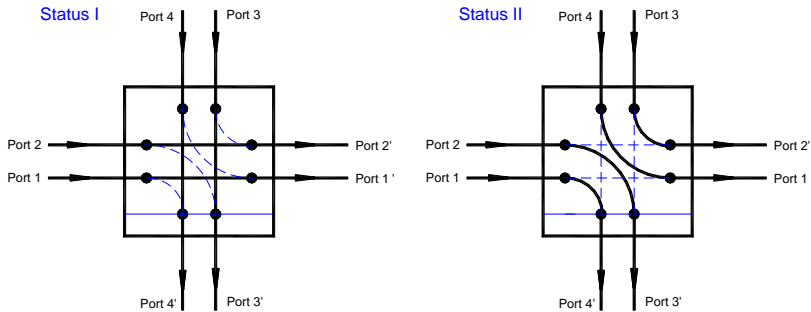 Status I
Port 4
Port 3
Port 2
Port 2'
Port 1
Port 1 '
Port 4'
Port 3'
Status II
Port 4
Port 3
Port 2
Port 2'
Port 1
Port 1
Port 4'
Port 3'